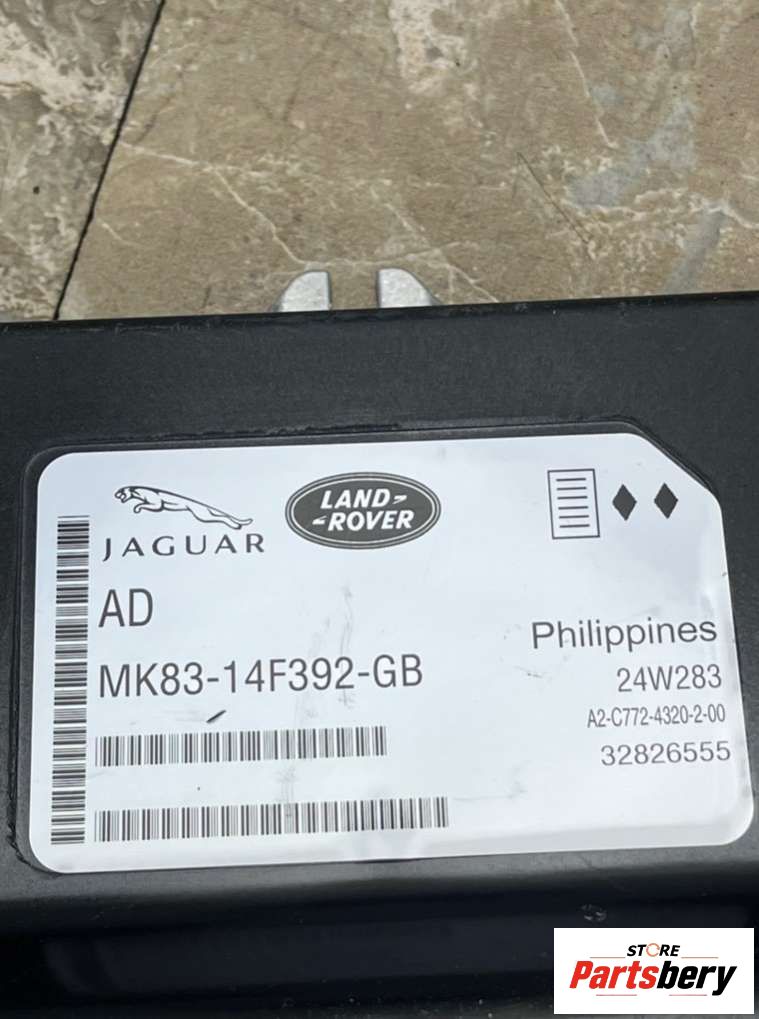 JAGUAR
LAND-
-ROVER
AD
MK83-14F392-GB
Philippines
24W283
A2-C772-4320-2-00
32826555
STORE
Partsbery